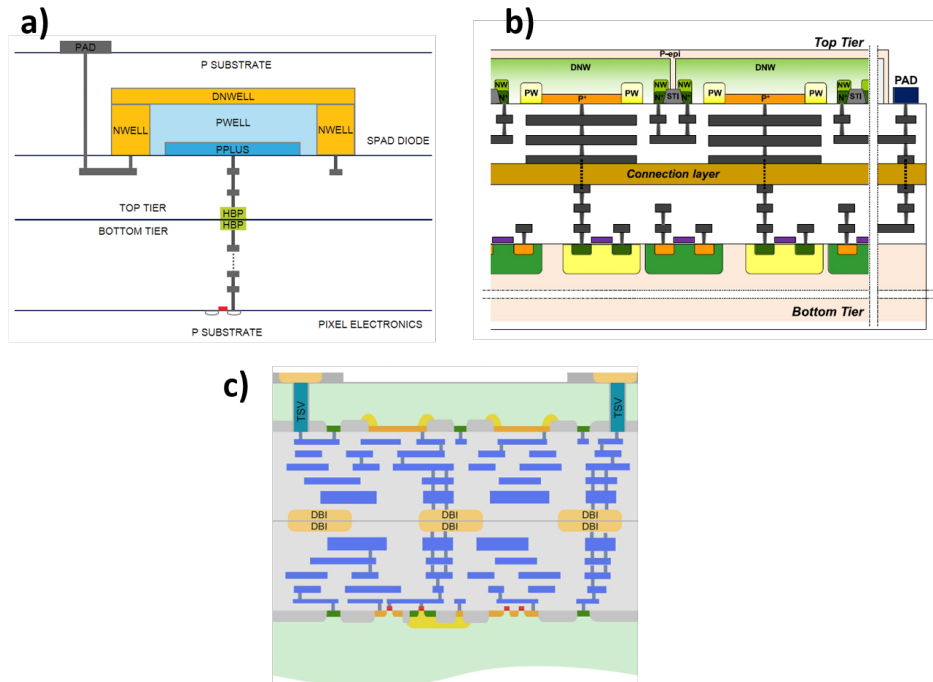 a)
PAD
P SUBSTRATE
DNWELL
NWELL
PWELL
NWELL
PPLUS
SPAD DIODE
TOP TIER
HBP
HBP
BOTTOM TIER
P SUBSTRATE
PIXEL ELECTRONICS
b)
Top Tier
P-epi
DNW
DNW
PAD
NW
PW
PW
NW
NW
PW
PW
NW
N⁺
P⁺
N⁺
STI
N⁺
P⁺
N⁺
STI
Connection layer
Bottom Tier
c)
TSV
TSV
DBI
DBI
DBI
DBI
DBI
DBI